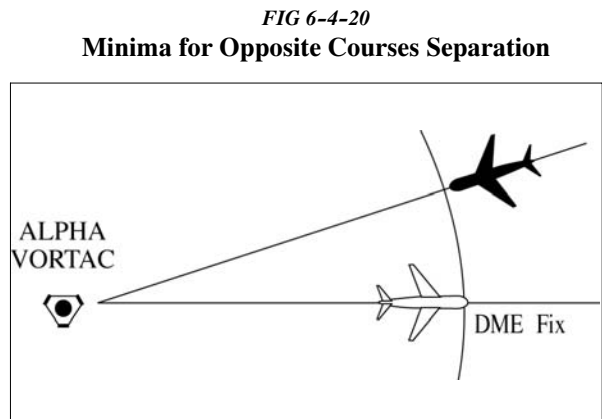 FIG 6-4-20
Minima for Opposite Courses Separation
ALPHA
VORTAC
DME Fix